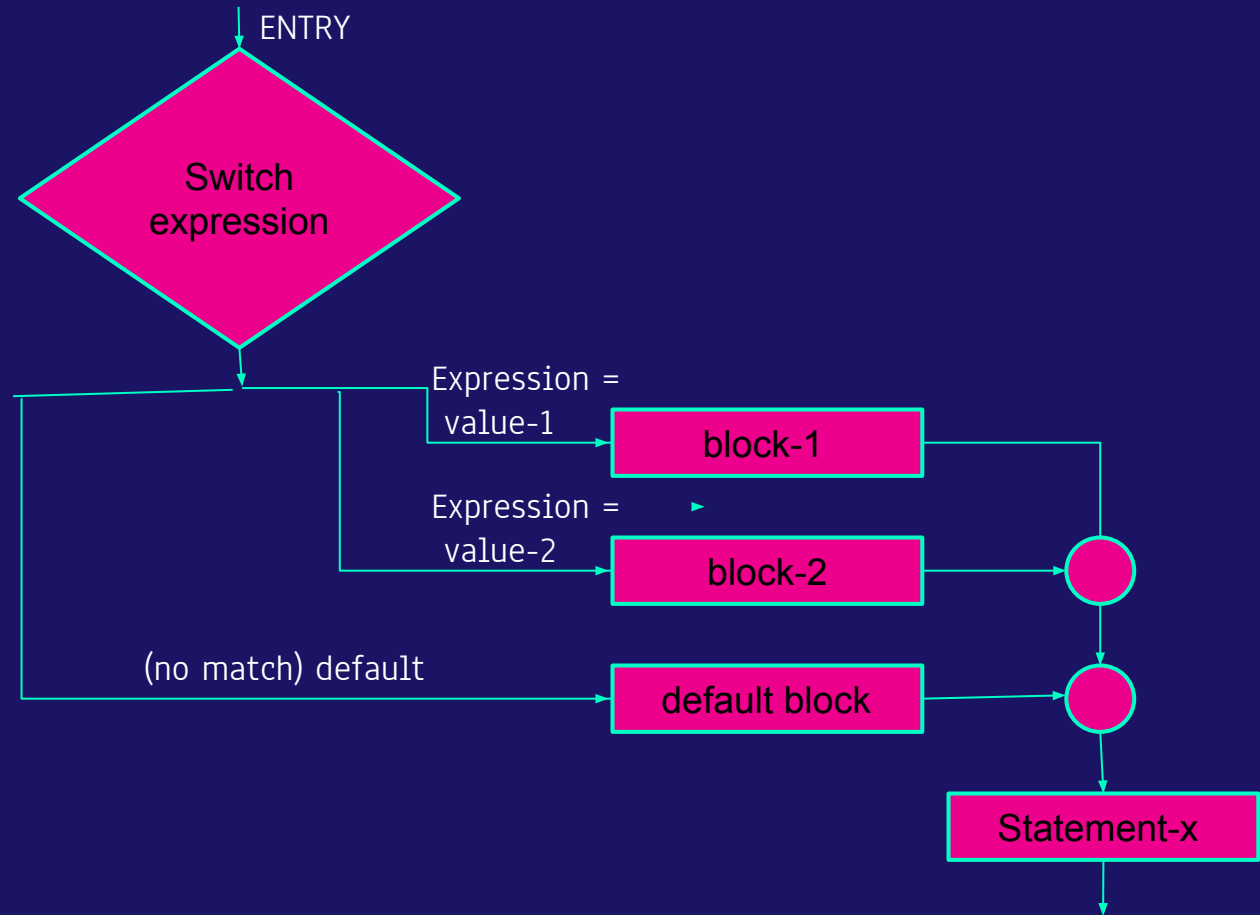 ENTRY
Switch
expression
Expression =
value-1
block-1
Expression =
value-2
block-2
(no match) default
default block
Statement-x